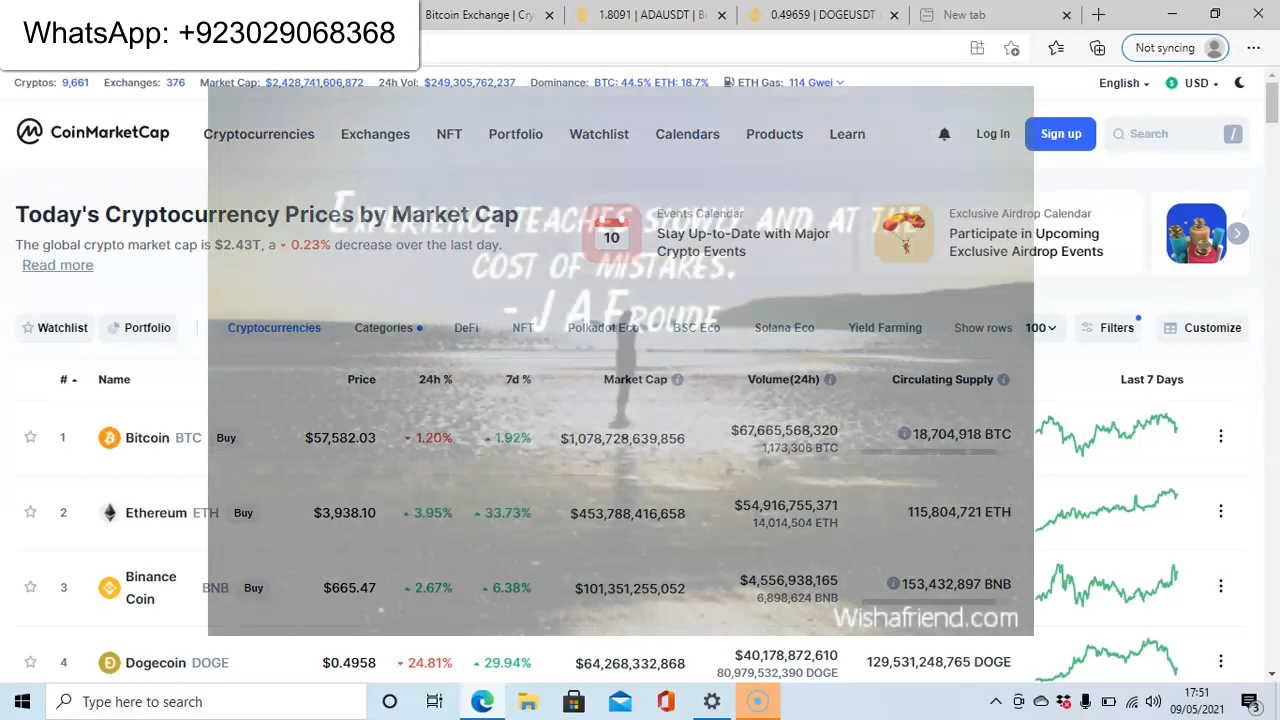 WhatsApp: +923029068368
Bitcoin Exchange | Cry
1.8091 | ADAUSDT | B
0.49659 | DOGEUSDT
New tab
Not syncing
Cryptos: 9,661 Exchanges: 376 Market Cap: $2,428,741,606,872 24h Vol: $249,305,762,237 Dominance: BTC: 44.5% ETH: 18.7% ETH Gas: 114 Gwei English USD
CoinMarketCap Cryptocurrencies Exchanges NFT Portfolio Watchlist Calendars Products Learn Log In Sign up Search /
Today's Cryptocurrency Prices by Market Cap
The global crypto market cap is $2.43T, a 0.23% decrease over the last day.
Read more
10
Events Calendar
Stay Up-to-Date with Major
Crypto Events
Exclusive Airdrop Calendar
Participate in Upcoming
Exclusive Airdrop Events
Experience teaches slowly and at the
cost of mistakes.
- J A Froude
Watchlist Portfolio Cryptocurrencies Categories DeFi NFT Polkadot Eco BSC Eco Solana Eco Yield Farming Show rows 100 Filters Customize
# Name Price 24h % 7d % Market Cap Volume(24h) Circulating Supply Last 7 Days
1 Bitcoin BTC Buy $57,582.03 1.20% 1.92% $1,078,728,639,856 $67,665,568,320 18,704,918 BTC
1,173,306 BTC
2 Ethereum ETH Buy $3,938.10 3.95% 33.73% $453,788,416,658 $54,916,755,371 115,804,721 ETH
14,014,504 ETH
3 Binance Coin BNB Buy $665.47 2.67% 6.38% $101,351,255,052 $4,556,938,165 153,432,897 BNB
6,898,624 BNB
Wishafriend.com
4 Dogecoin DOGE $0.4958 24.81% 29.94% $64,268,332,868 $40,178,872,610 129,531,248,765 DOGE
80,979,532,390 DOGE
Type here to search
17:51
09/05/2021
3